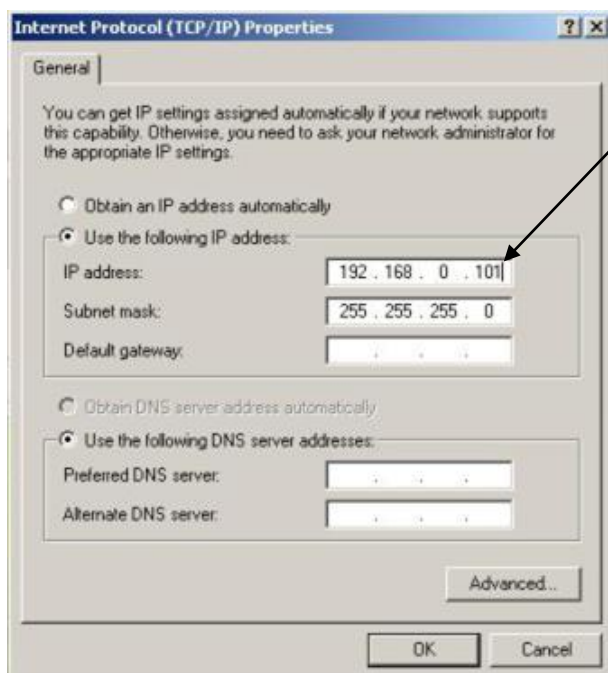 Internet Protocol (TCP/IP) Properties
General
You can get IP settings assigned automatically if your network supports
this capability. Otherwise, you need to ask your network administrator for
the appropriate IP settings.
Obtain an IP address automatically
Use the following IP address:
IP address: 192 . 168 . 0 . 101
Subnet mask: 255 . 255 . 255 . 0
Default gateway: . . .
Obtain DNS server address automatically
Use the following DNS server addresses:
Preferred DNS server: . . .
Alternate DNS server: . . .
Advanced...
OK Cancel